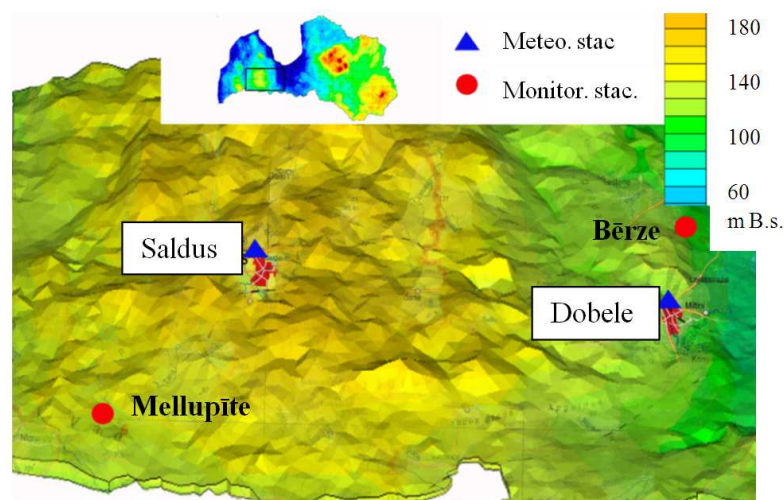 Meteo. stac
Monitor. stac.
180
140
100
60
m B.s.
Bērze
Saldus
Dobele
Mellupīte